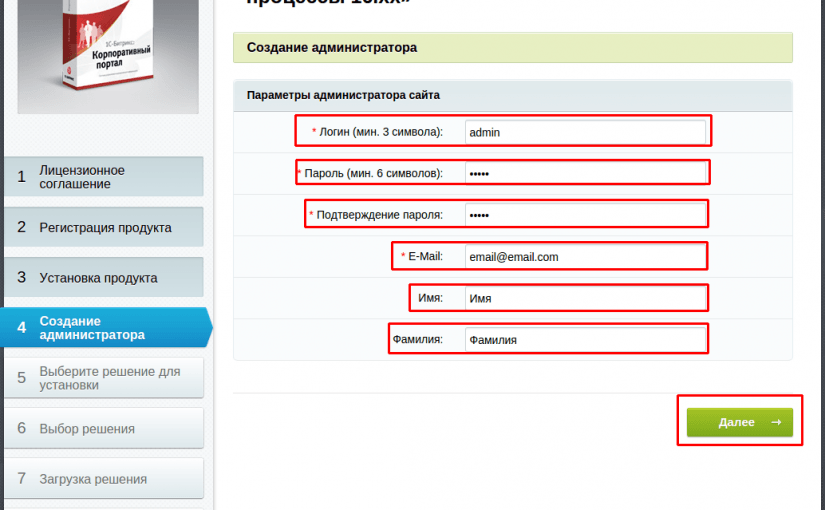 процессы 16.xx»
1С-Битрикс:
Корпоративный
портал
1 Лицензионное
соглашение
2 Регистрация продукта
3 Установка продукта
4 Создание
администратора
5 Выберите решение для
установки
6 Выбор решения
7 Загрузка решения
Создание администратора
Параметры администратора сайта
* Логин (мин. 3 символа): admin
* Пароль (мин. 6 символов): •••••
* Подтверждение пароля: •••••
* E-Mail: email@email.com
Имя: Имя
Фамилия: Фамилия
Далее →